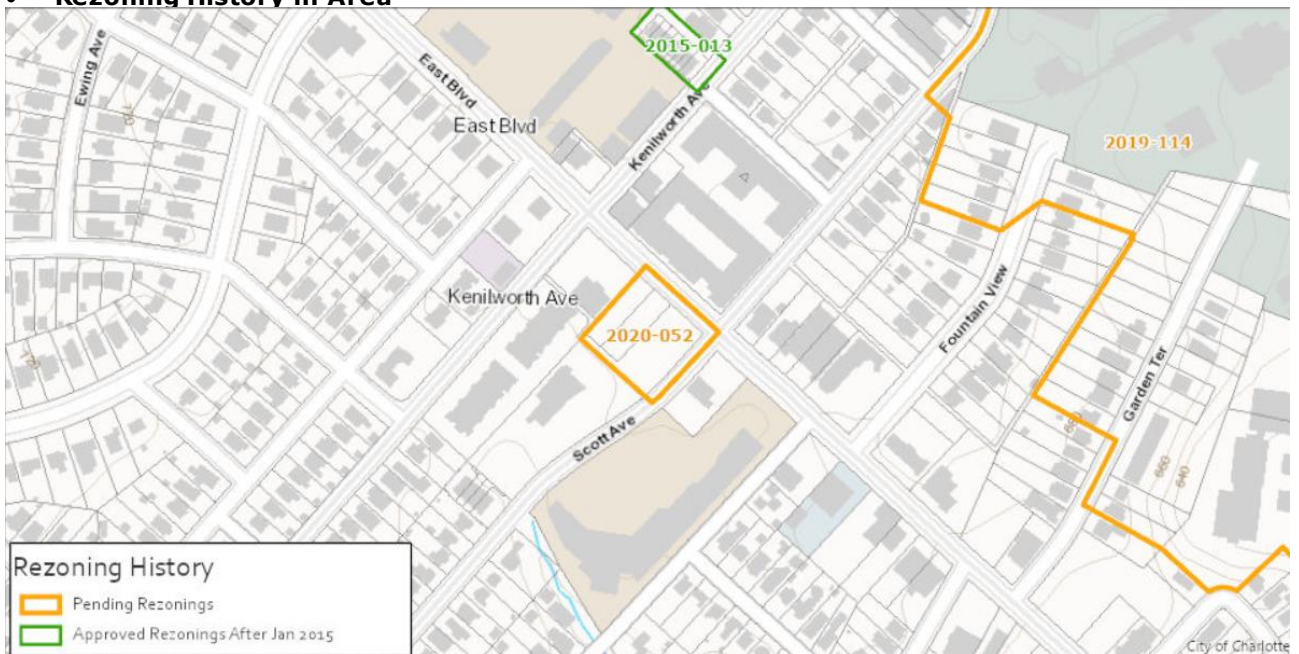 • Rezoning History in Area
Ewing Ave
East Blvd
East Blvd
2015-013
Kenilworth Ave
2019-114
Kenilworth Ave
2020-052
Fountain View
Garden Ter
Scott Ave
660
640
Rezoning History
Pending Rezonings
Approved Rezonings After Jan 2015
City of Charlotte